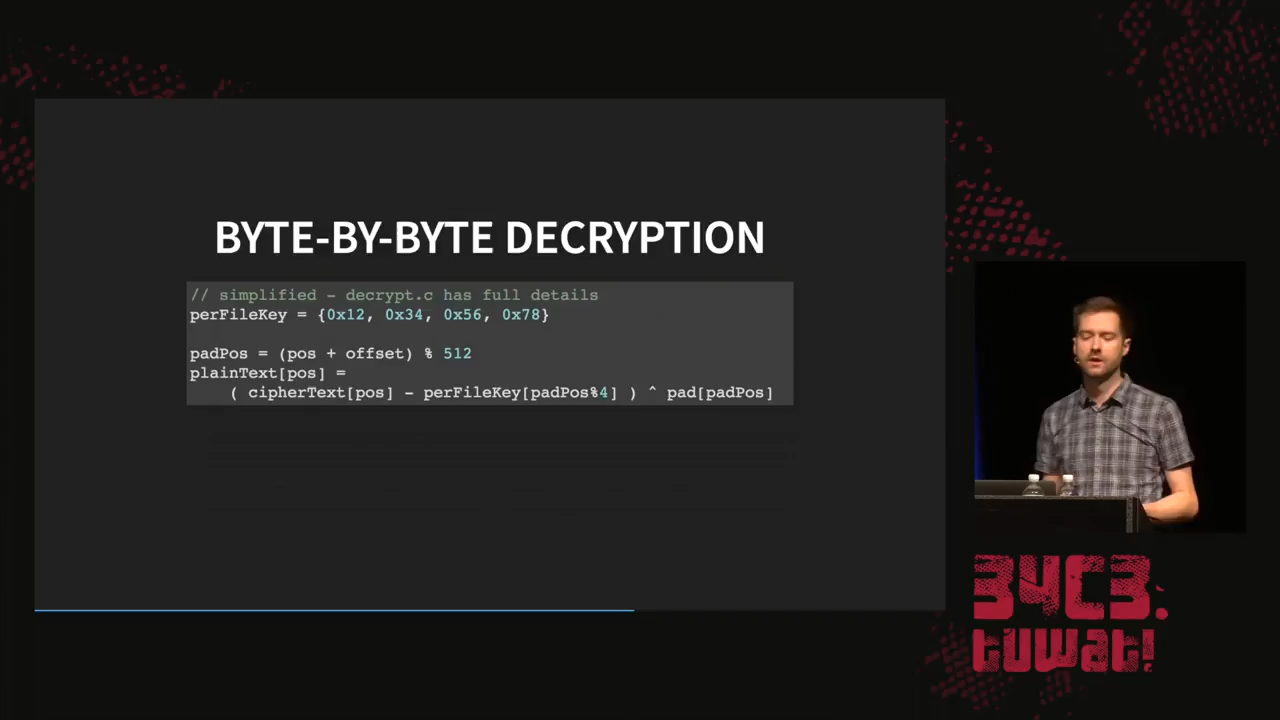 BYTE-BY-BYTE DECRYPTION
// simplified - decrypt.c has full details
perFileKey = {0x12, 0x34, 0x56, 0x78}
padPos = (pos + offset) % 512
plainText[pos] =
( cipherText[pos] - perFileKey[padPos%4] ) ^ pad[padPos]
34C3.
tuwat!